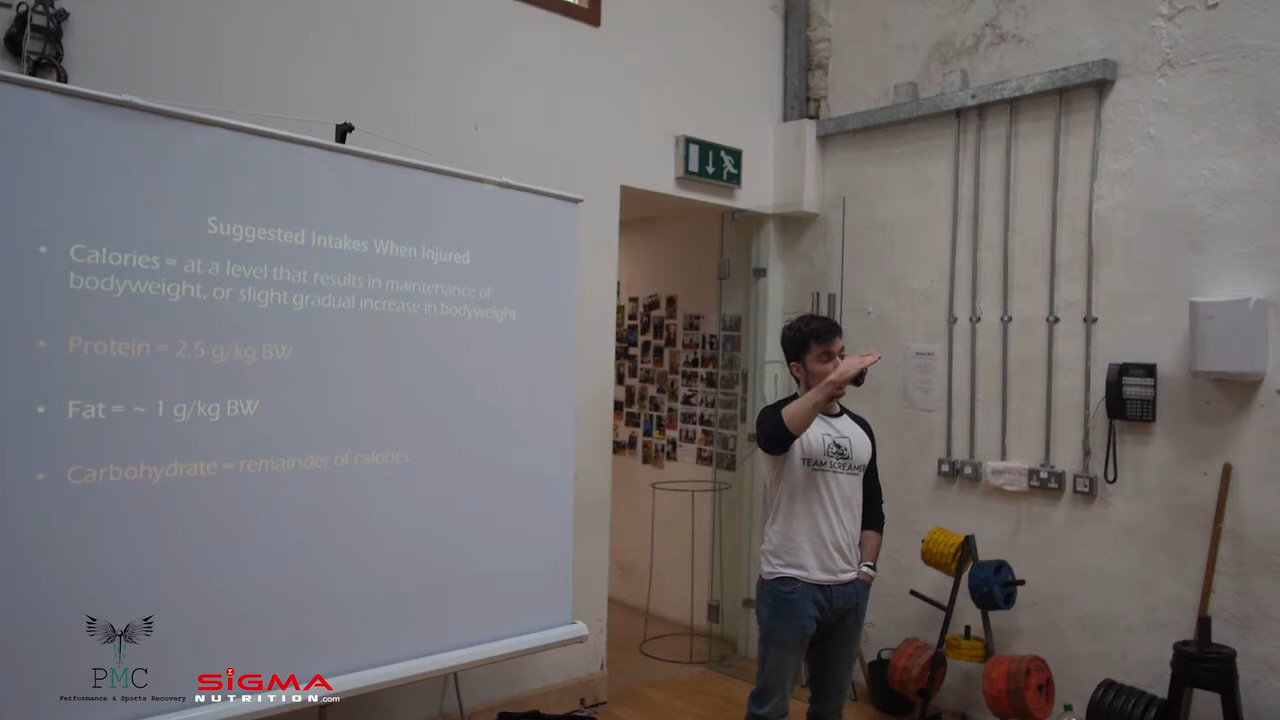 Suggested Intakes When Injured
• Calories = at a level that results in maintenance of
bodyweight, or slight gradual increase in bodyweight
• Protein = 2.5 g/kg BW
• Fat = ~ 1 g/kg BW
• Carbohydrate = remainder of calories
TEAM SCREAMER
PMC
Performance & Sports Recovery
SIGMA
NUTRITION.com